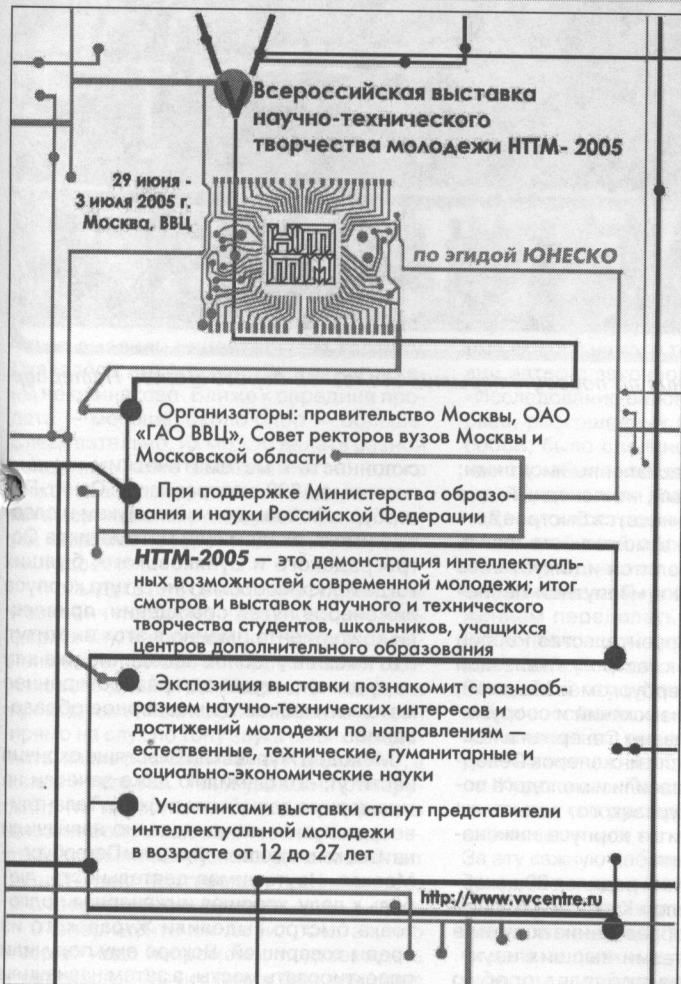 V Всероссийская выставка
научно-технического
творчества молодежи НТТМ- 2005
29 июня -
3 июля 2005 г.
Москва, ВВЦ
НТ
ТМ
по эгидой ЮНЕСКО
Организаторы: правительство Москвы, ОАО
«ГАО ВВЦ», Совет ректоров вузов Москвы и
Московской области
При поддержке Министерства образо-
вания и науки Российской Федерации
НТТМ-2005 — это демонстрация интеллектуаль-
ных возможностей современной молодежи; итог
смотров и выставок научного и технического
творчества студентов, школьников и учащихся
центров дополнительного образования
Экспозиция выставки познакомит с разнооб-
разием научно-технических интересов и
достижений молодежи по направлениям —
естественные, технические, гуманитарные и
социально-экономические науки
Участниками выставки станут представители
интеллектуальной молодежи
в возрасте от 12 до 27 лет
http://www.vvcentre.ru